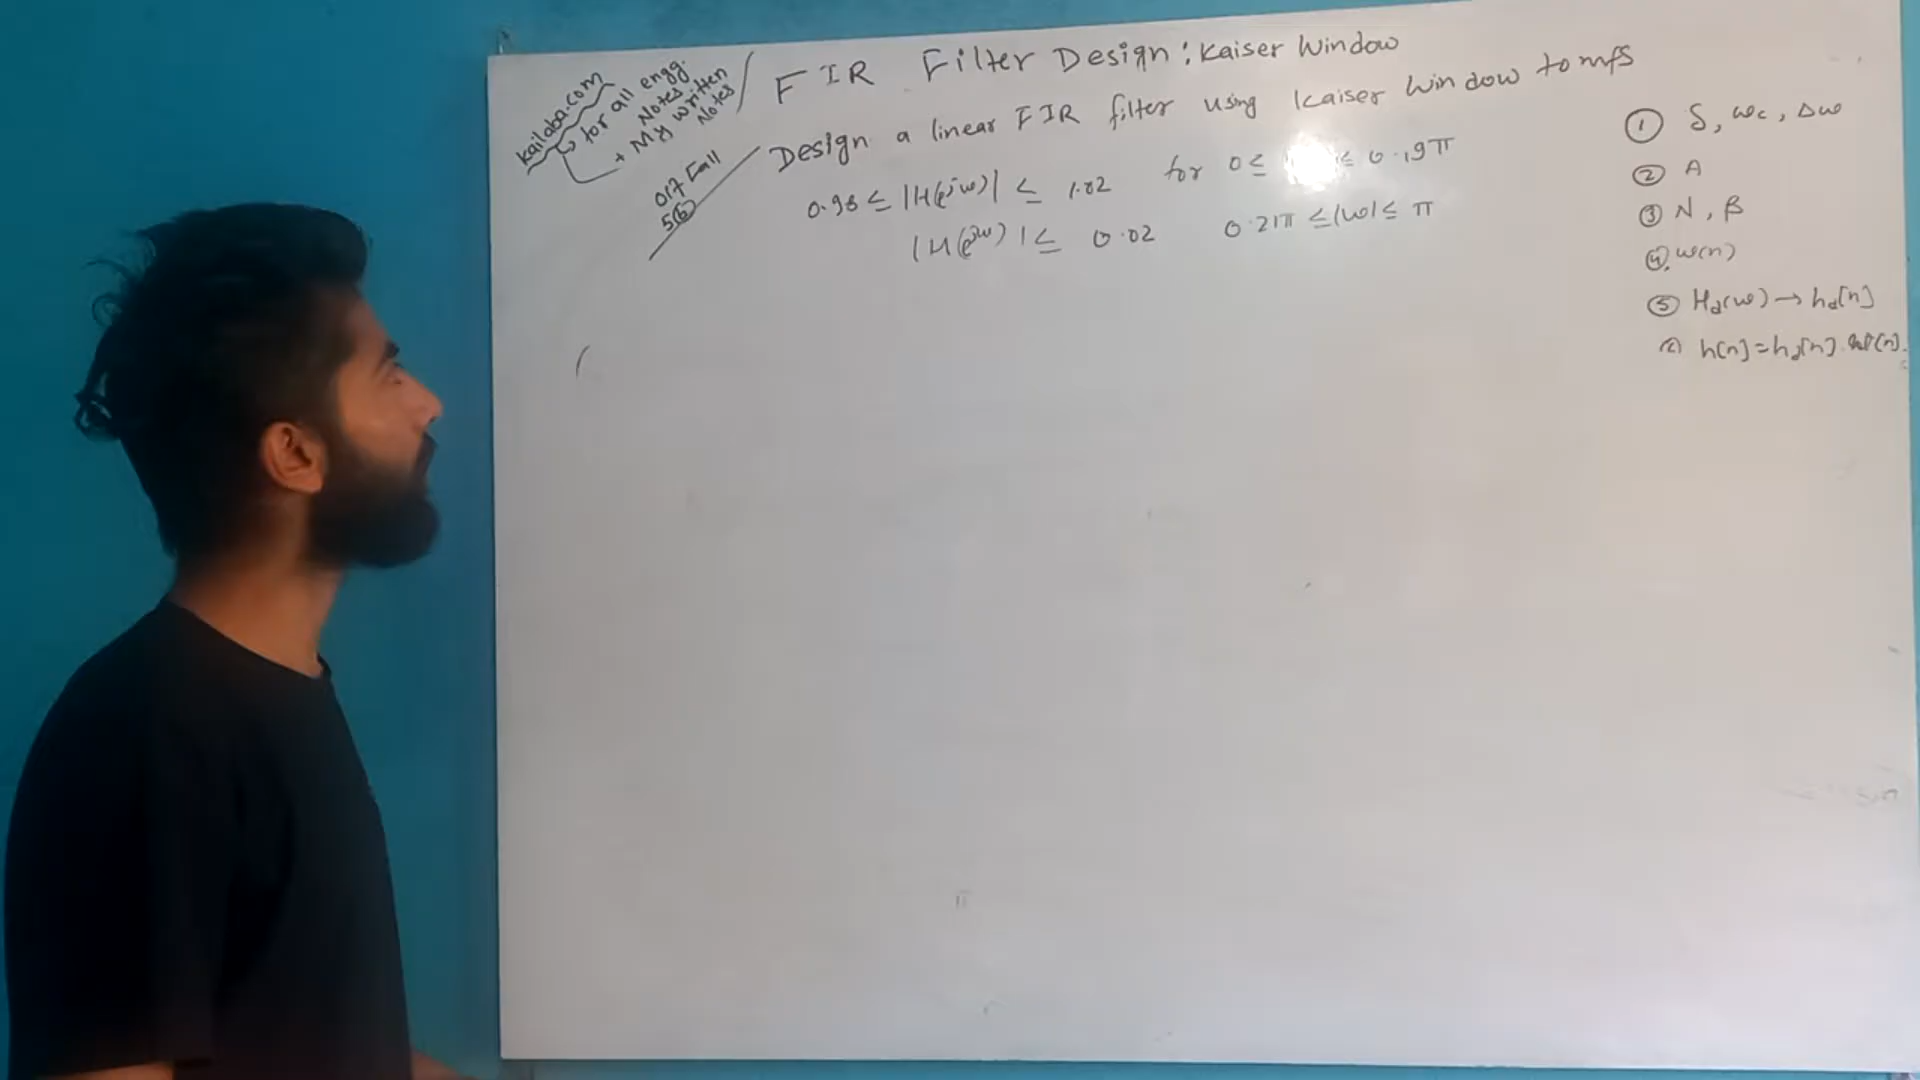 kailaba.com
for all engg.
Notes
+ My written
Notes
017 Fall
5(b)
FIR Filter Design : Kaiser Window
Design a linear FIR filter using Kaiser Window to mfs
0.98 ≤ |H(e^jω)| ≤ 1.02 for 0 ≤ ≤ 0.19π
|H(e^jω)| ≤ 0.02 0.21π ≤ |ω| ≤ π
① δ, ωc, Δω
② A
③ N, β
④ w(n)
⑤ Hd(ω) → hd[n]
h[n] = hd[n].